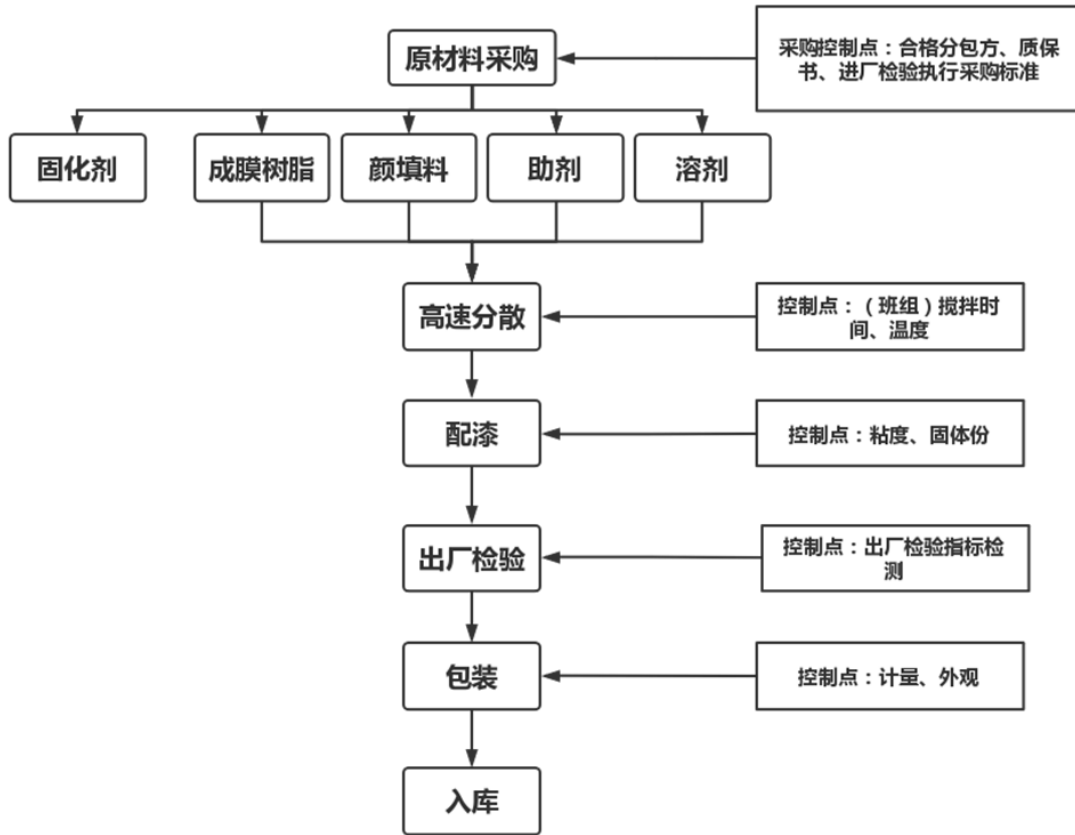 原材料采购
采购控制点：合格分包方、质保
书、进厂检验执行采购标准
固化剂
成膜树脂
颜填料
助剂
溶剂
高速分散
控制点：（班组）搅拌时
间、温度
配漆
控制点：粘度、固体份
出厂检验
控制点：出厂检验指标检
测
包装
控制点：计量、外观
入库